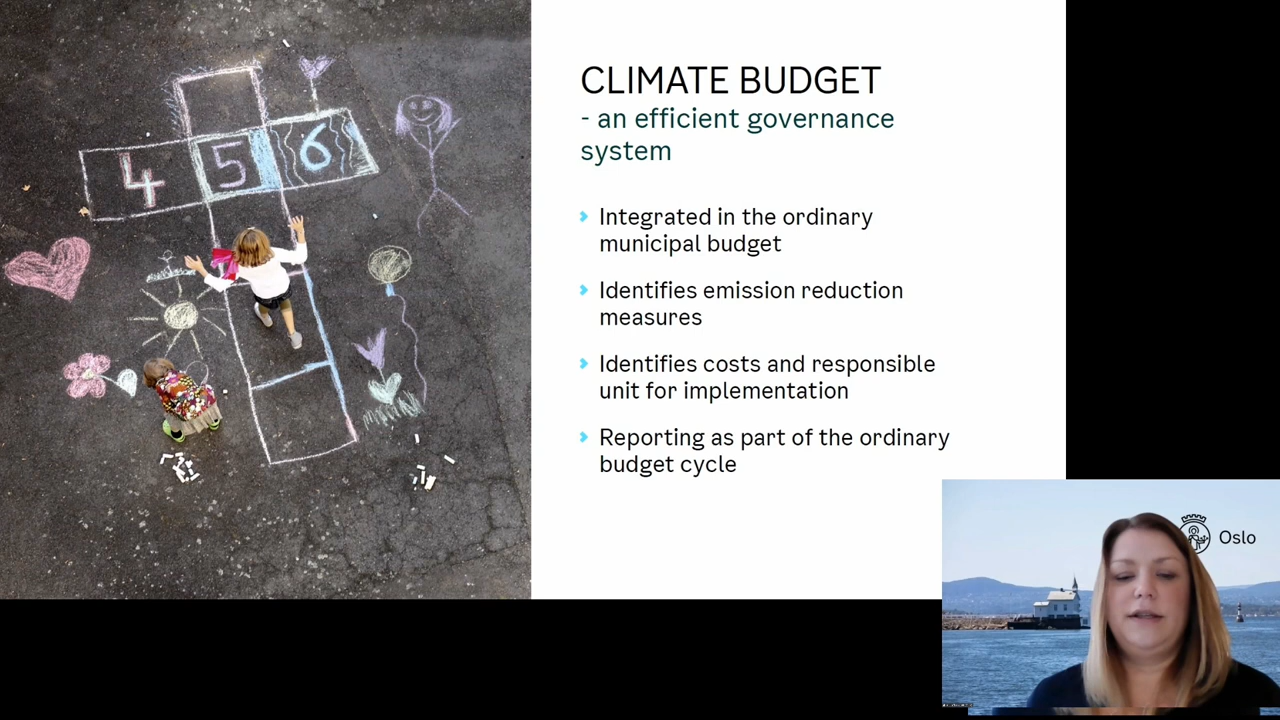 4 5 6
CLIMATE BUDGET
- an efficient governance
system
Integrated in the ordinary
municipal budget
Identifies emission reduction
measures
Identifies costs and responsible
unit for implementation
Reporting as part of the ordinary
budget cycle
Oslo